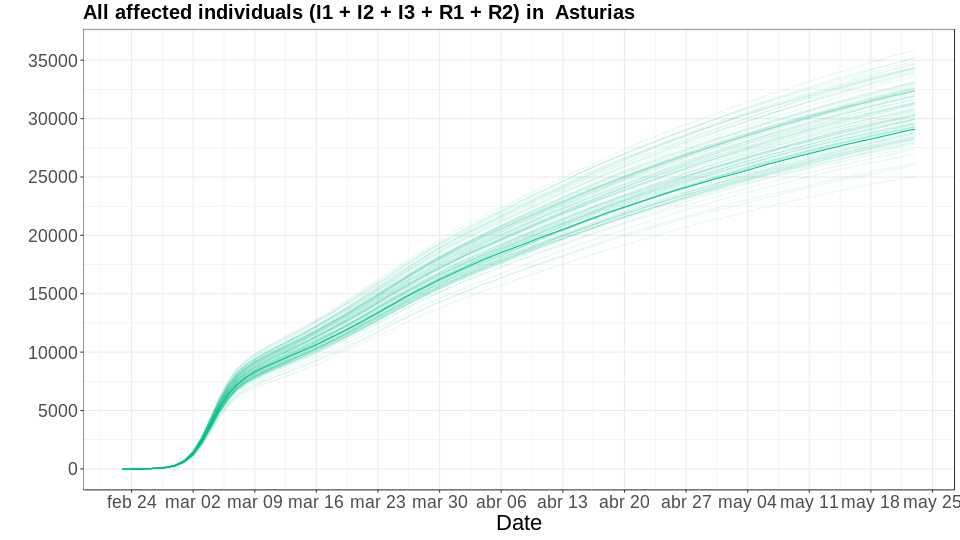 All affected individuals (I1 + I2 + I3 + R1 + R2) in  Asturias
35000
30000
25000
20000
15000
10000
5000
0
feb 24 mar 02 mar 09 mar 16 mar 23 mar 30 abr 06 abr 13 abr 20 abr 27 may 04 may 11 may 18 may 25
Date